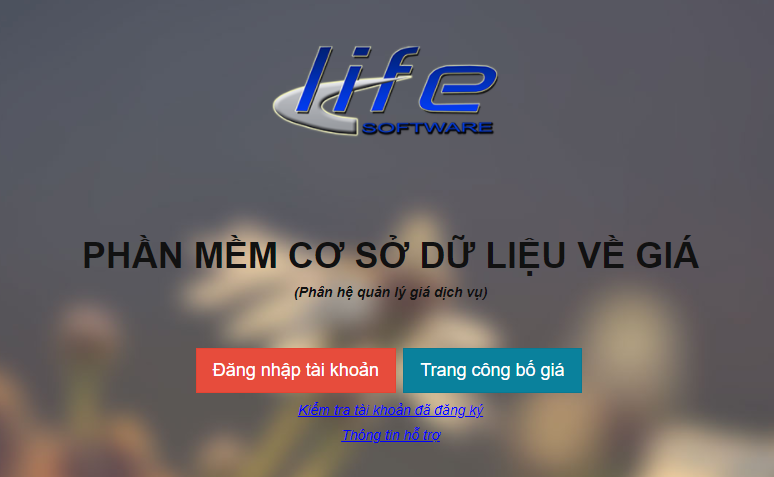 life
SOFTWARE
PHẦN MỀM CƠ SỞ DỮ LIỆU VỀ GIÁ
(Phân hệ quản lý giá dịch vụ)
Đăng nhập tài khoản
Trang công bố giá
Kiểm tra tài khoản đã đăng ký
Thông tin hỗ trợ